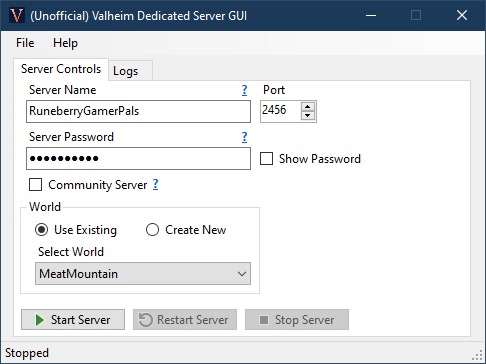 (Unofficial) Valheim Dedicated Server GUI
File Help
Server Controls Logs
Server Name ? Port
RuneberryGamerPals 2456
Server Password ?
●●●●●●●●●● Show Password
Community Server ?
World
Use Existing Create New
Select World
MeatMountain
Start Server Restart Server Stop Server
Stopped